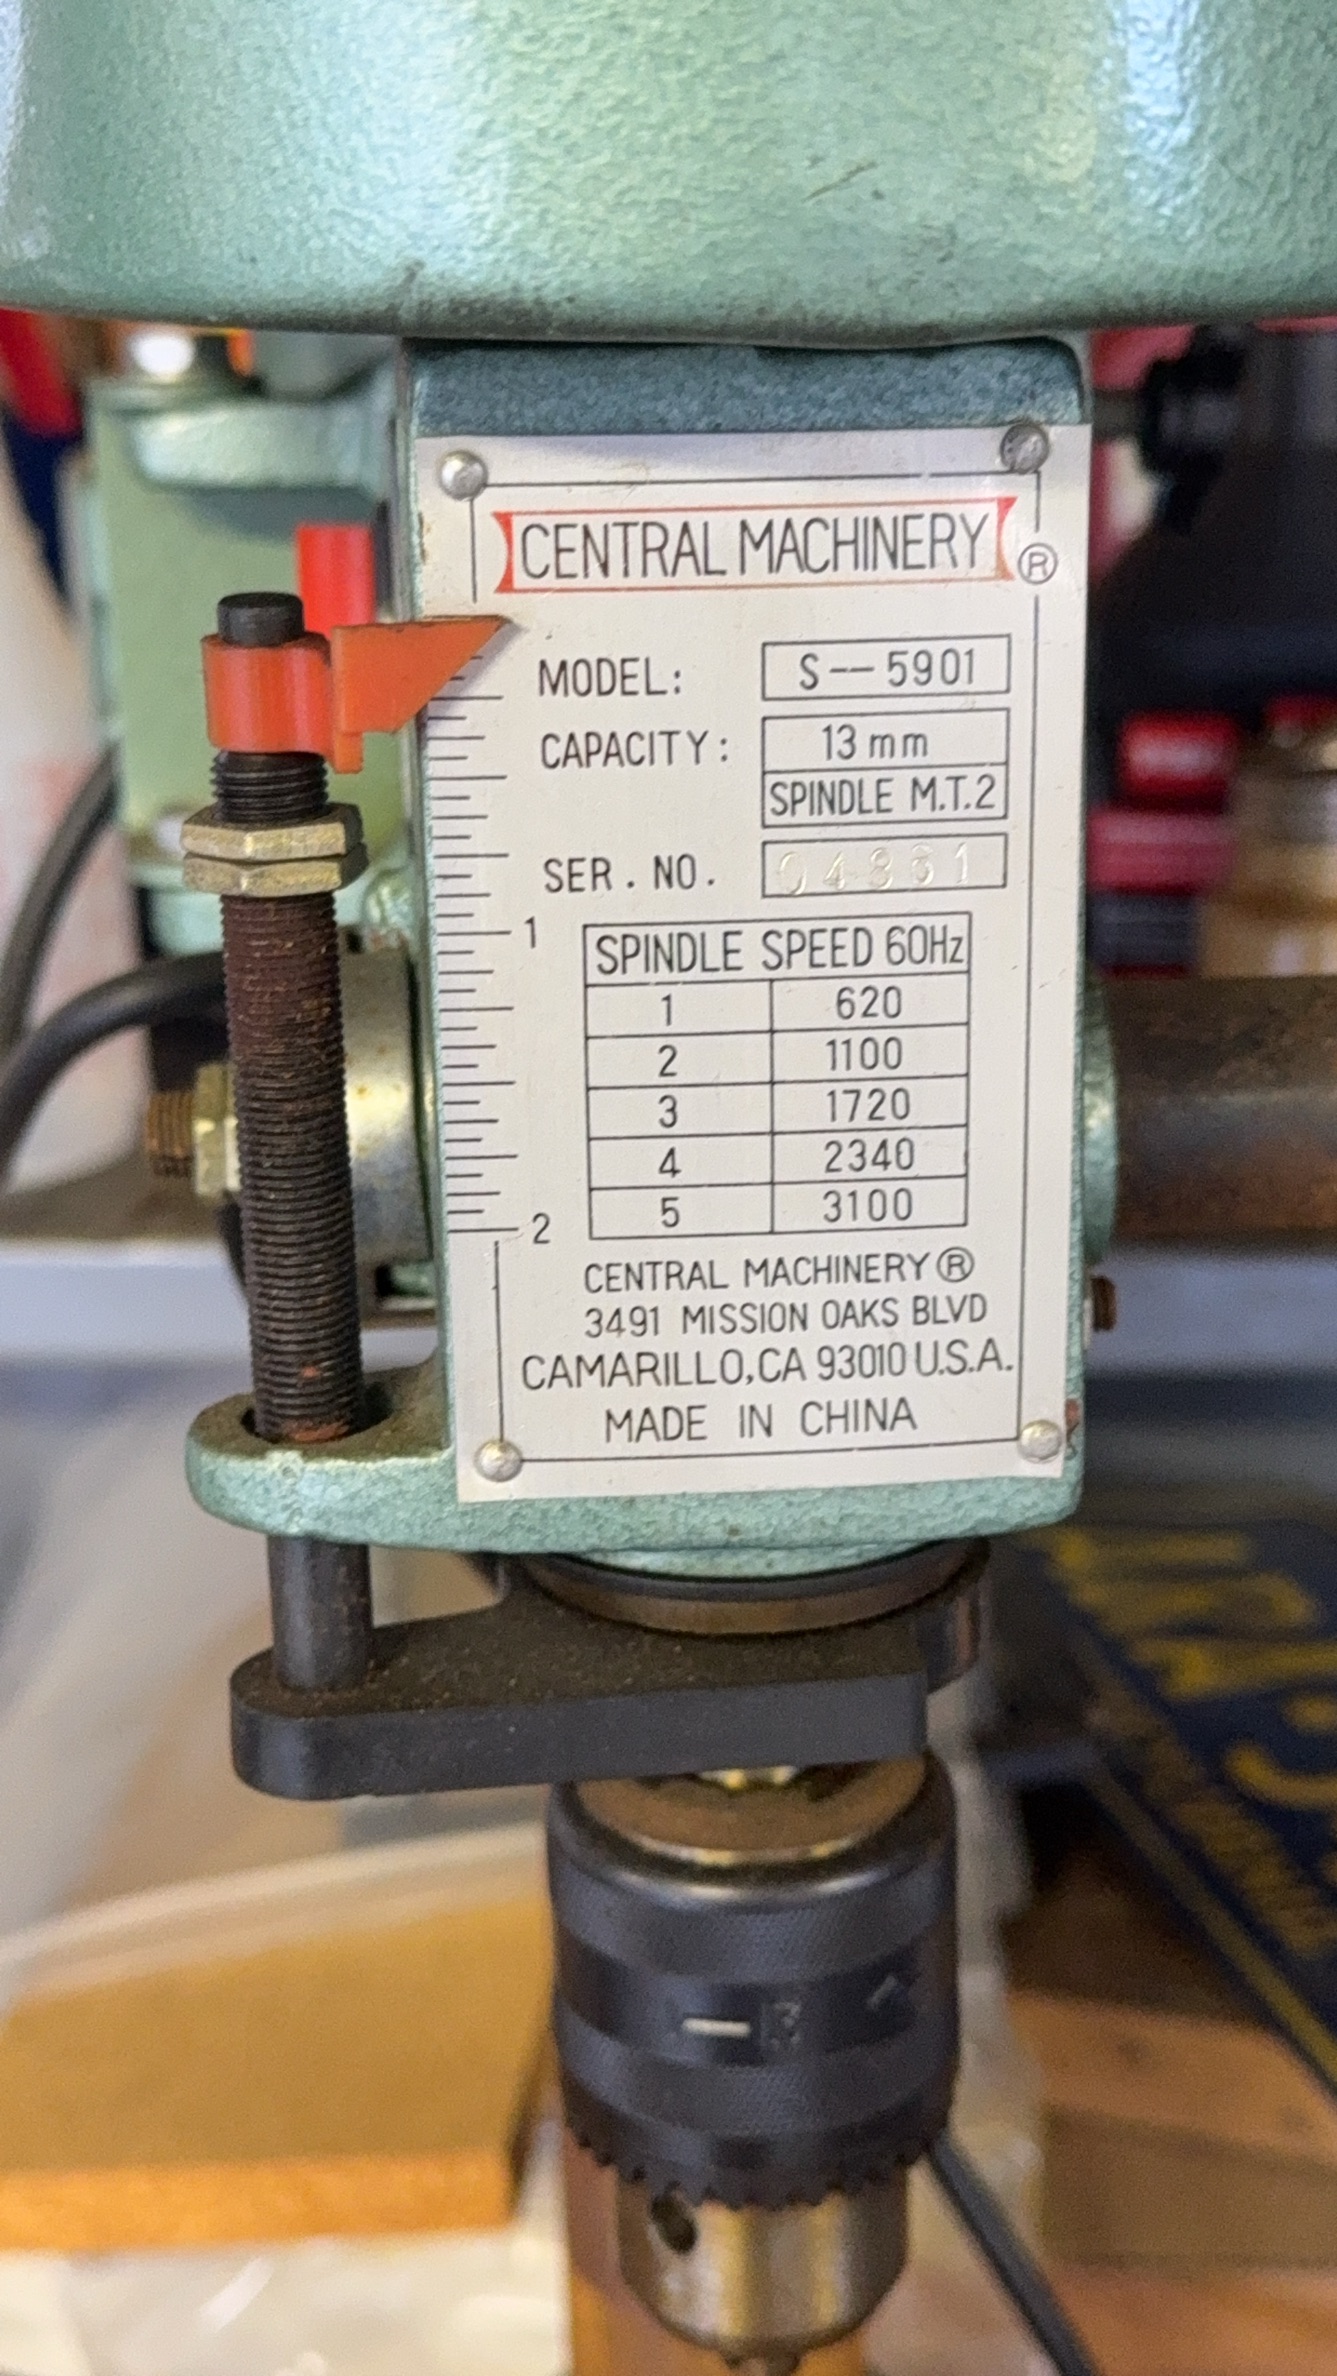 CENTRAL MACHINERY ®
MODEL: S--5901
CAPACITY: 13 mm
SPINDLE M.T.2
SER. NO.
1
SPINDLE SPEED 60Hz
1 620
2 1100
3 1720
4 2340
5 3100
2
CENTRAL MACHINERY ®
3491 MISSION OAKS BLVD
CAMARILLO, CA 93010 U.S.A.
MADE IN CHINA